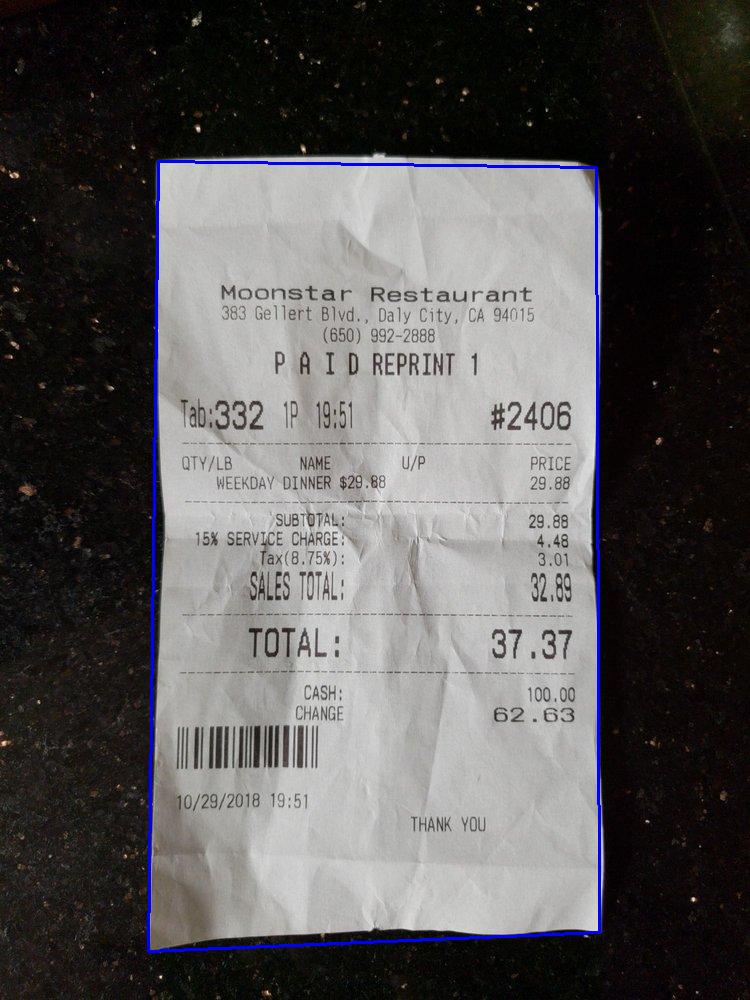 Moonstar Restaurant
383 Gellert Blvd., Daly City, CA 94015
(650) 992-2888
P A I D REPRINT 1
Tab:332 1P 19:51 #2406
QTY/LB NAME U/P PRICE
WEEKDAY DINNER $29.88 29.88
SUBTOTAL: 29.88
15% SERVICE CHARGE: 4.48
Tax(8.75%): 3.01
SALES TOTAL: 32.89
TOTAL: 37.37
CASH: 100.00
CHANGE 62.63
10/29/2018 19:51
THANK YOU